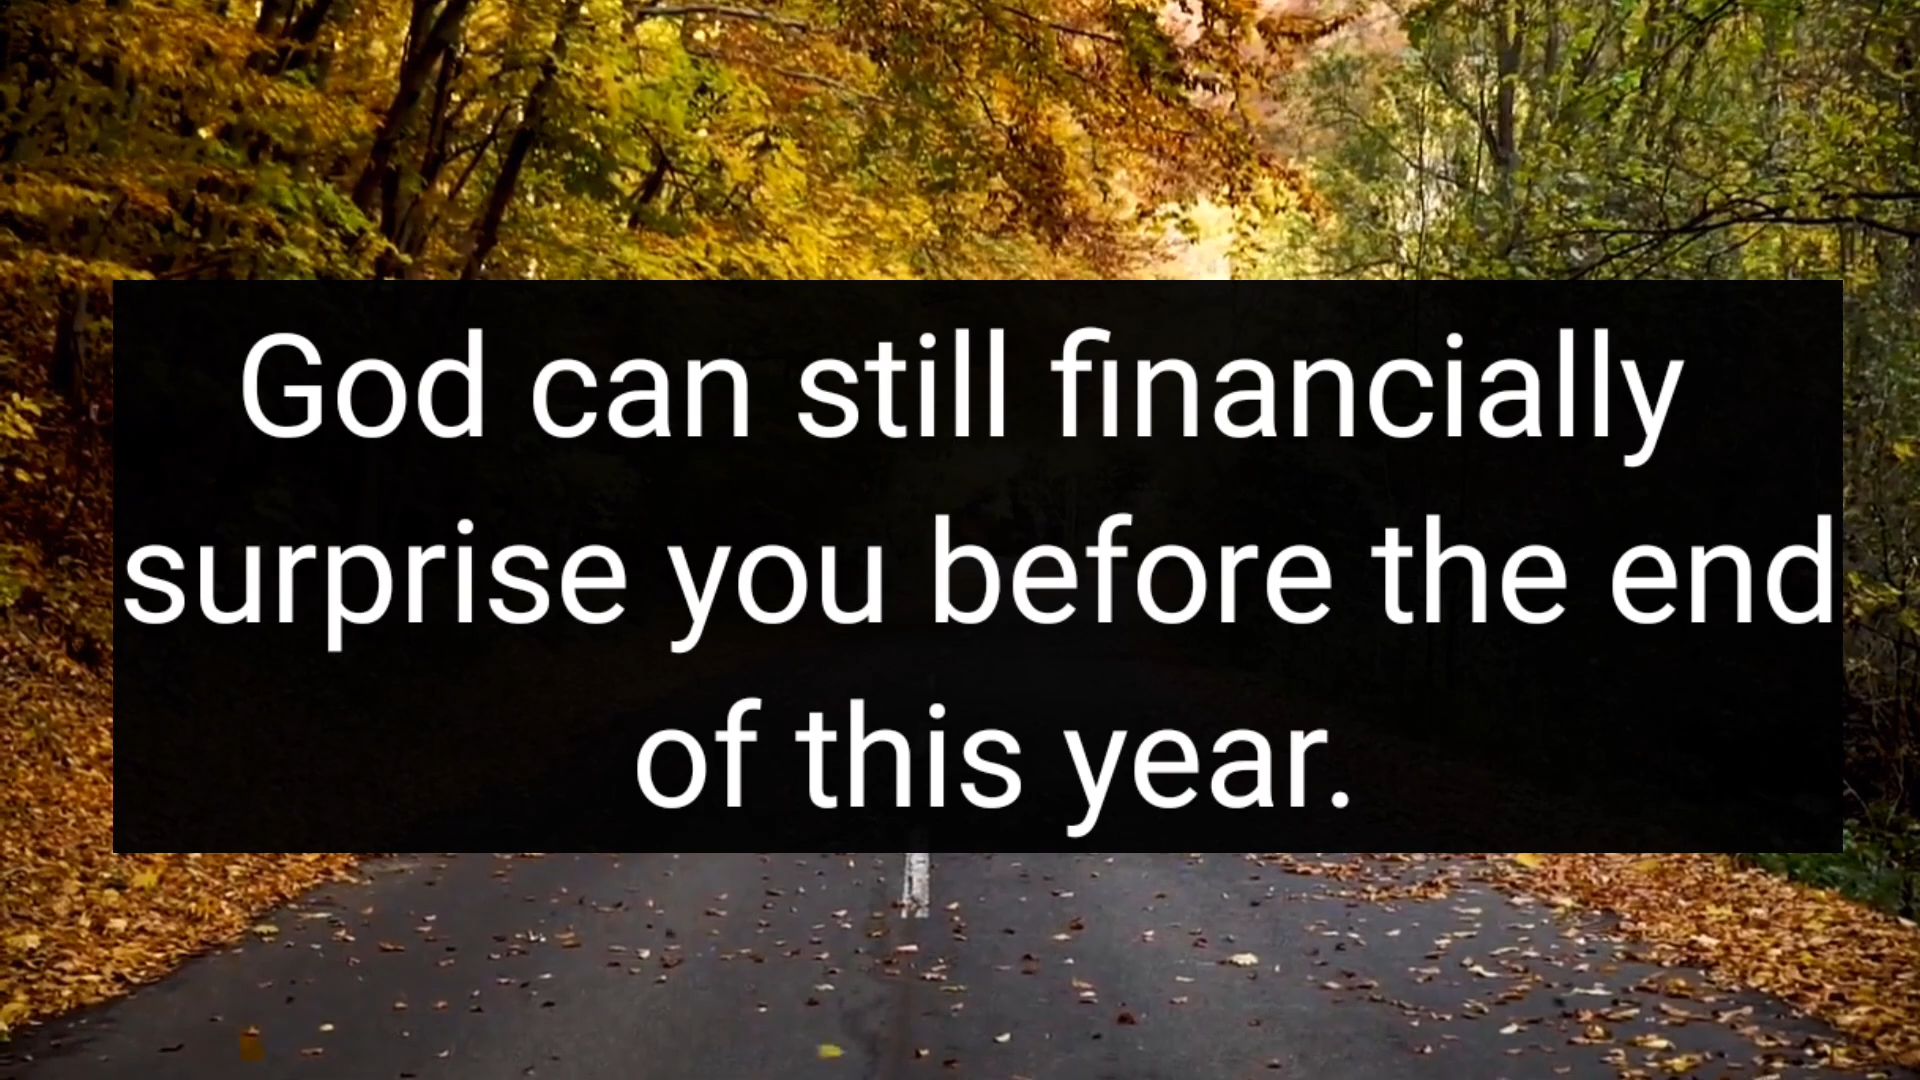 God can still financially
surprise you before the end
of this year.